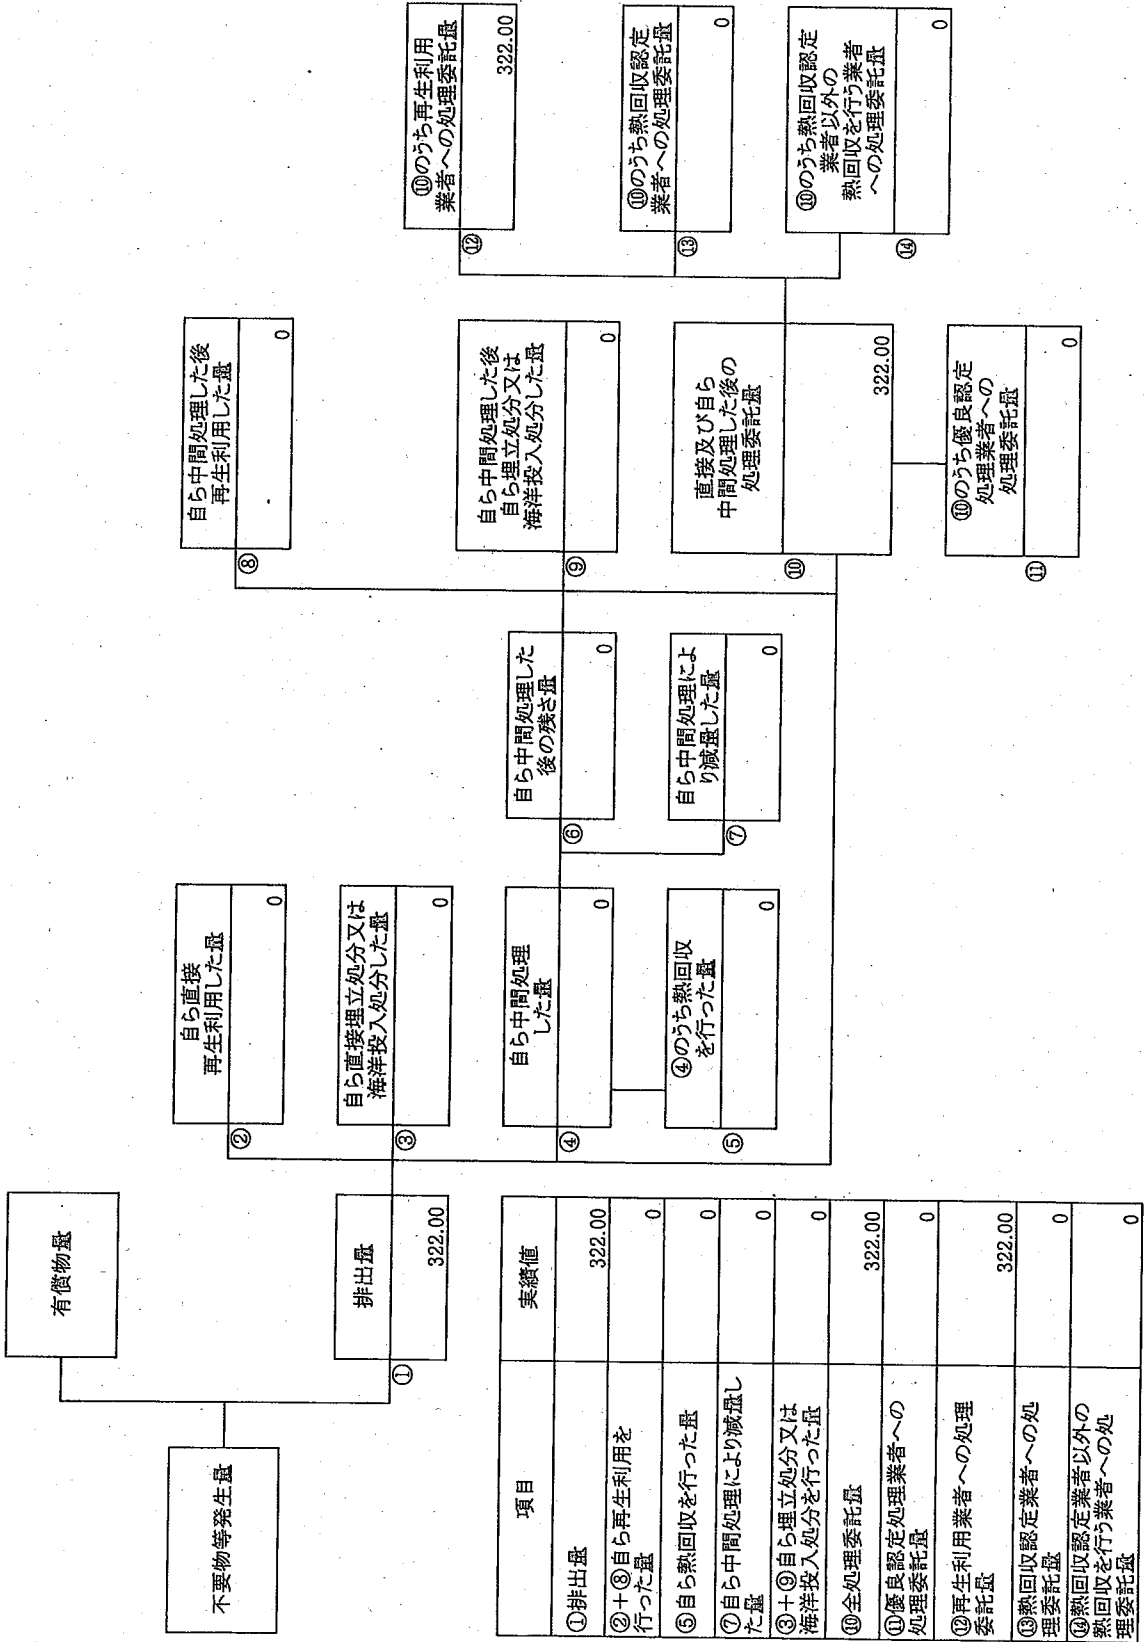 不要物等発生量
有償物量
排出量
①
322.00
自ら直接
再生利用した量
②
0
自ら直接埋立処分又は
海洋投入処分した量
③
0
自ら中間処理
した量
④
0
④のうち熱回収
を行った量
⑤
0
自ら中間処理した
後の残さ量
⑥
0
自ら中間処理によ
り減量した量
⑦
0
自ら中間処理した後
再生利用した量
⑧
0
自ら中間処理した後
自ら埋立処分又は
海洋投入処分した量
⑨
0
直接及び自ら
中間処理した後の
処理委託量
⑩
322.00
⑩のうち優良認定
処理業者への
処理委託量
⑪
0
⑩のうち再生利用
業者への処理委託量
⑫
322.00
⑩のうち熱回収認定
業者への処理委託量
⑬
0
⑩のうち熱回収認定
業者以外の
熱回収を行う業者
への処理委託量
⑭
0
項目 実績値
①排出量 322.00
②+⑧自ら再生利用を
行った量 0
⑤自ら熱回収を行った量 0
⑦自ら中間処理により減量し
た量 0
③+⑨自ら埋立処分又は
海洋投入処分を行った量 0
⑩全処理委託量 322.00
⑪優良認定処理業者への
処理委託量 0
⑫再生利用業者への処理
委託量 322.00
⑬熱回収認定業者への処
理委託量 0
⑭熱回収認定業者以外の
熱回収を行う業者への処
理委託量 0